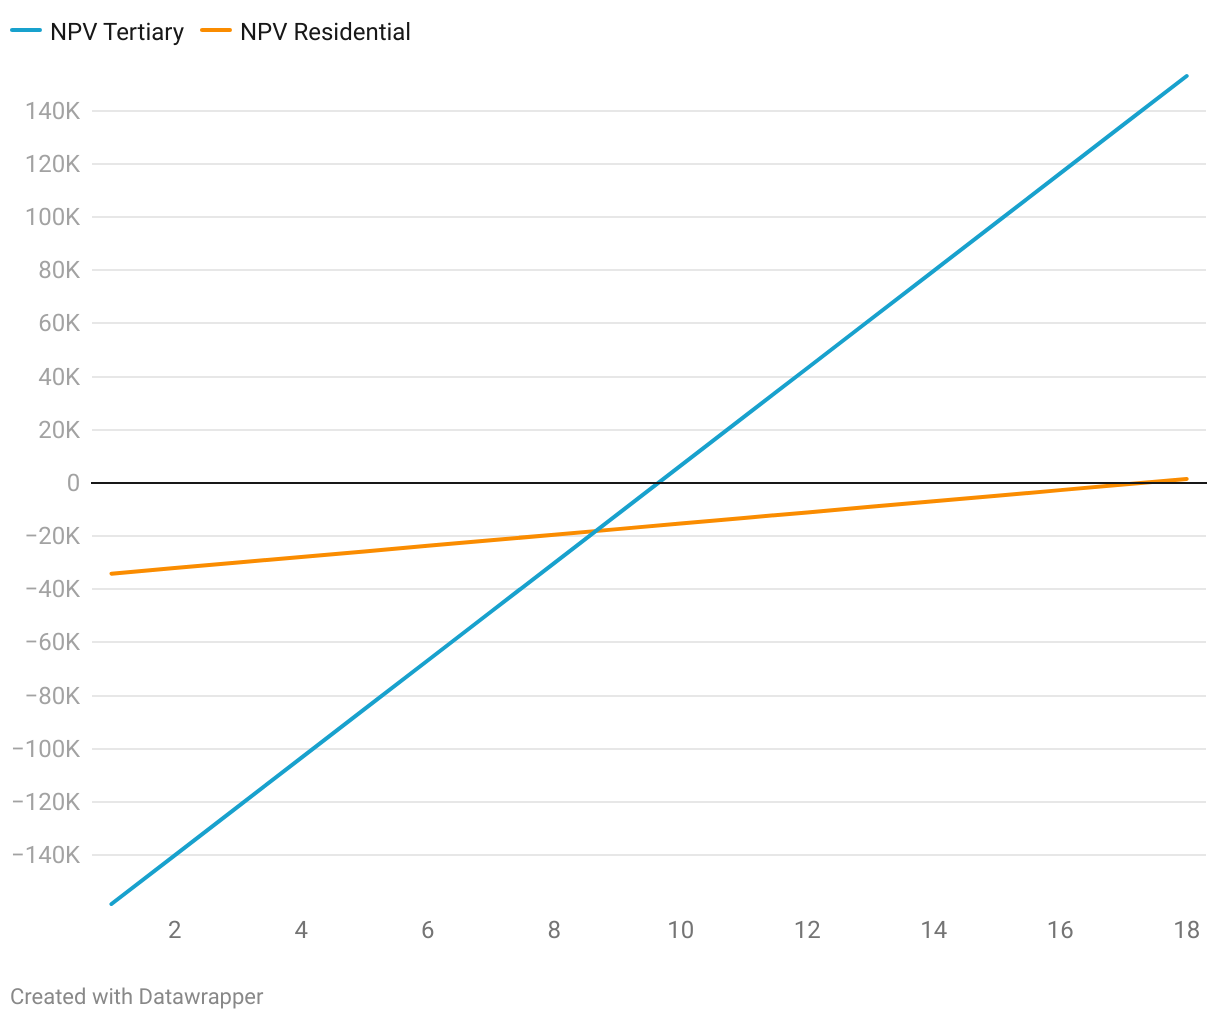 NPV Tertiary NPV Residential
140K
120K
100K
80K
60K
40K
20K
0
−20K
−40K
−60K
−80K
−100K
−120K
−140K
2 4 6 8 10 12 14 16 18
Created with Datawrapper